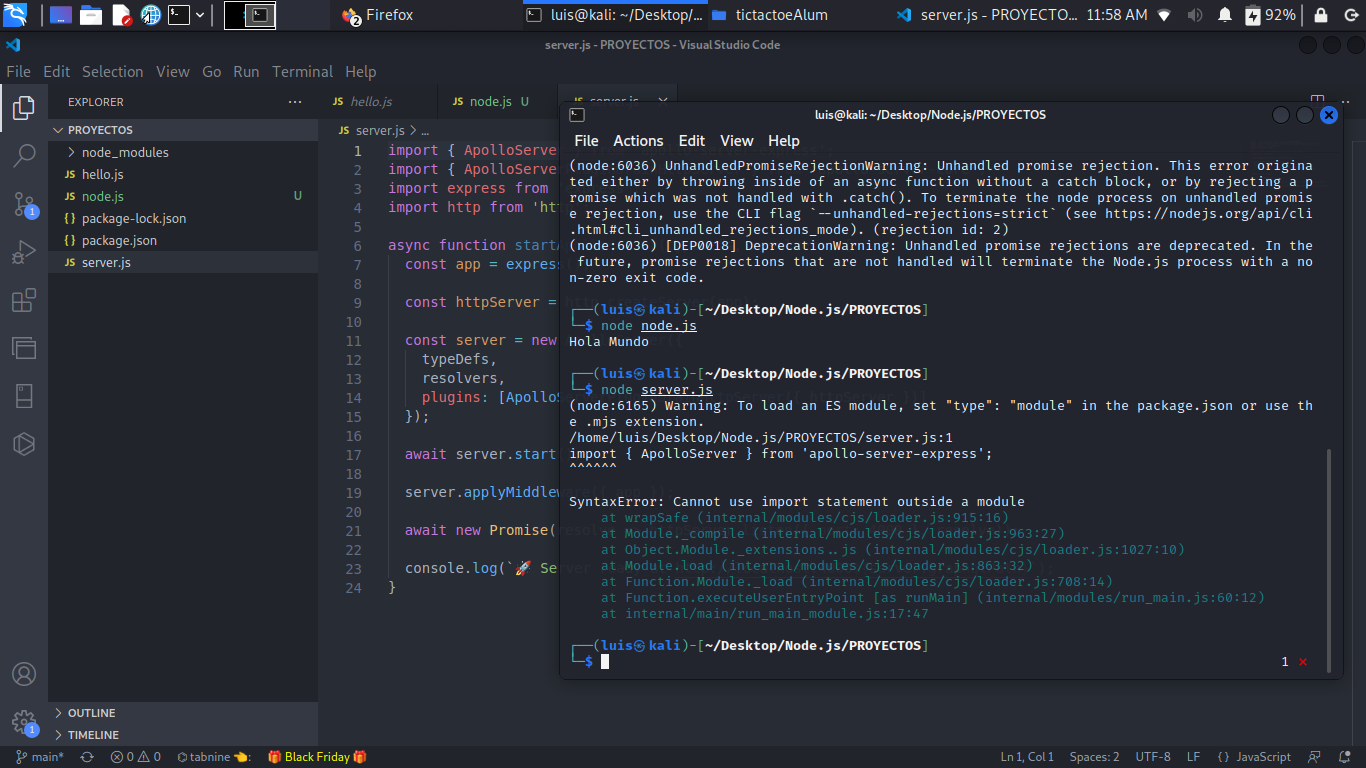 2 Firefox
luis@kali: ~/Desktop/...
tictactoeAlum
server.js - PROYECTO...
11:58 AM
92%
server.js - PROYECTOS - Visual Studio Code
File Edit Selection View Go Run Terminal Help
EXPLORER
PROYECTOS
node_modules
JS hello.js
JS node.js U
{} package-lock.json
{} package.json
JS server.js
1
1
OUTLINE
TIMELINE
JS hello.js
JS node.js U
JS server.js
JS server.js > ...
1 import { ApolloServer
2 import { ApolloServe
3 import express from
4 import http from 'ht
5
6 async function startA
7 const app = express
8
9 const httpServer =
10
11 const server = new
12 typeDefs,
13 resolvers,
14 plugins: [ApolloS
15 });
16
17 await server.start
18
19 server.applyMiddlew
20
21 await new Promise(
22
23 console.log(`🚀 Ser
24 }
luis@kali: ~/Desktop/Node.js/PROYECTOS
File Actions Edit View Help
(node:6036) UnhandledPromiseRejectionWarning: Unhandled promise rejection. This error origina
ted either by throwing inside of an async function without a catch block, or by rejecting a p
romise which was not handled with .catch(). To terminate the node process on unhandled promis
e rejection, use the CLI flag `--unhandled-rejections=strict` (see https://nodejs.org/api/cli
.html#cli_unhandled_rejections_mode). (rejection id: 2)
(node:6036) [DEP0018] DeprecationWarning: Unhandled promise rejections are deprecated. In the
future, promise rejections that are not handled will terminate the Node.js process with a no
n-zero exit code.
┌──(luis㉿kali)-[~/Desktop/Node.js/PROYECTOS]
└─$ node node.js
Hola Mundo
┌──(luis㉿kali)-[~/Desktop/Node.js/PROYECTOS]
└─$ node server.js
(node:6165) Warning: To load an ES module, set "type": "module" in the package.json or use th
e .mjs extension.
/home/luis/Desktop/Node.js/PROYECTOS/server.js:1
import { ApolloServer } from 'apollo-server-express';
^^^^^^
SyntaxError: Cannot use import statement outside a module
at wrapSafe (internal/modules/cjs/loader.js:915:16)
at Module._compile (internal/modules/cjs/loader.js:963:27)
at Object.Module._extensions..js (internal/modules/cjs/loader.js:1027:10)
at Module.load (internal/modules/cjs/loader.js:863:32)
at Function.Module._load (internal/modules/cjs/loader.js:708:14)
at Function.executeUserEntryPoint [as runMain] (internal/modules/run_main.js:60:12)
at internal/main/run_main_module.js:17:47
┌──(luis㉿kali)-[~/Desktop/Node.js/PROYECTOS]
└─$
1 ⨯
main* 0 0 tabnine 👈: 🎁 Black Friday 🎁
Ln 1, Col 1 Spaces: 2 UTF-8 LF {} JavaScript